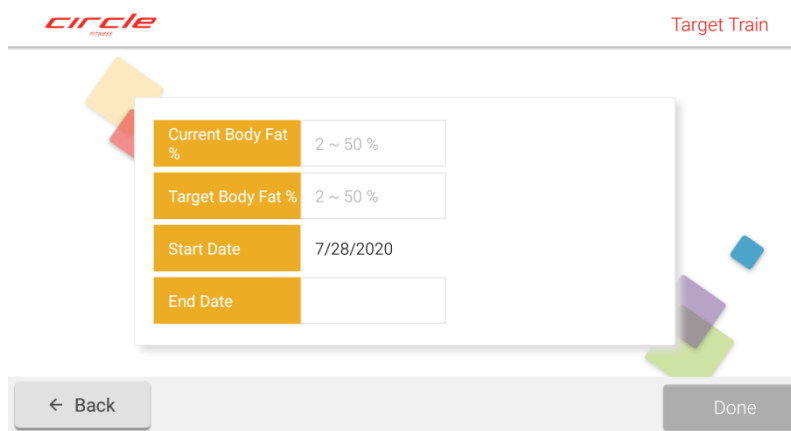 circle
FITNESS
Target Train
Current Body Fat
%
2 ~ 50 %
Target Body Fat %
2 ~ 50 %
Start Date
7/28/2020
End Date
← Back
Done